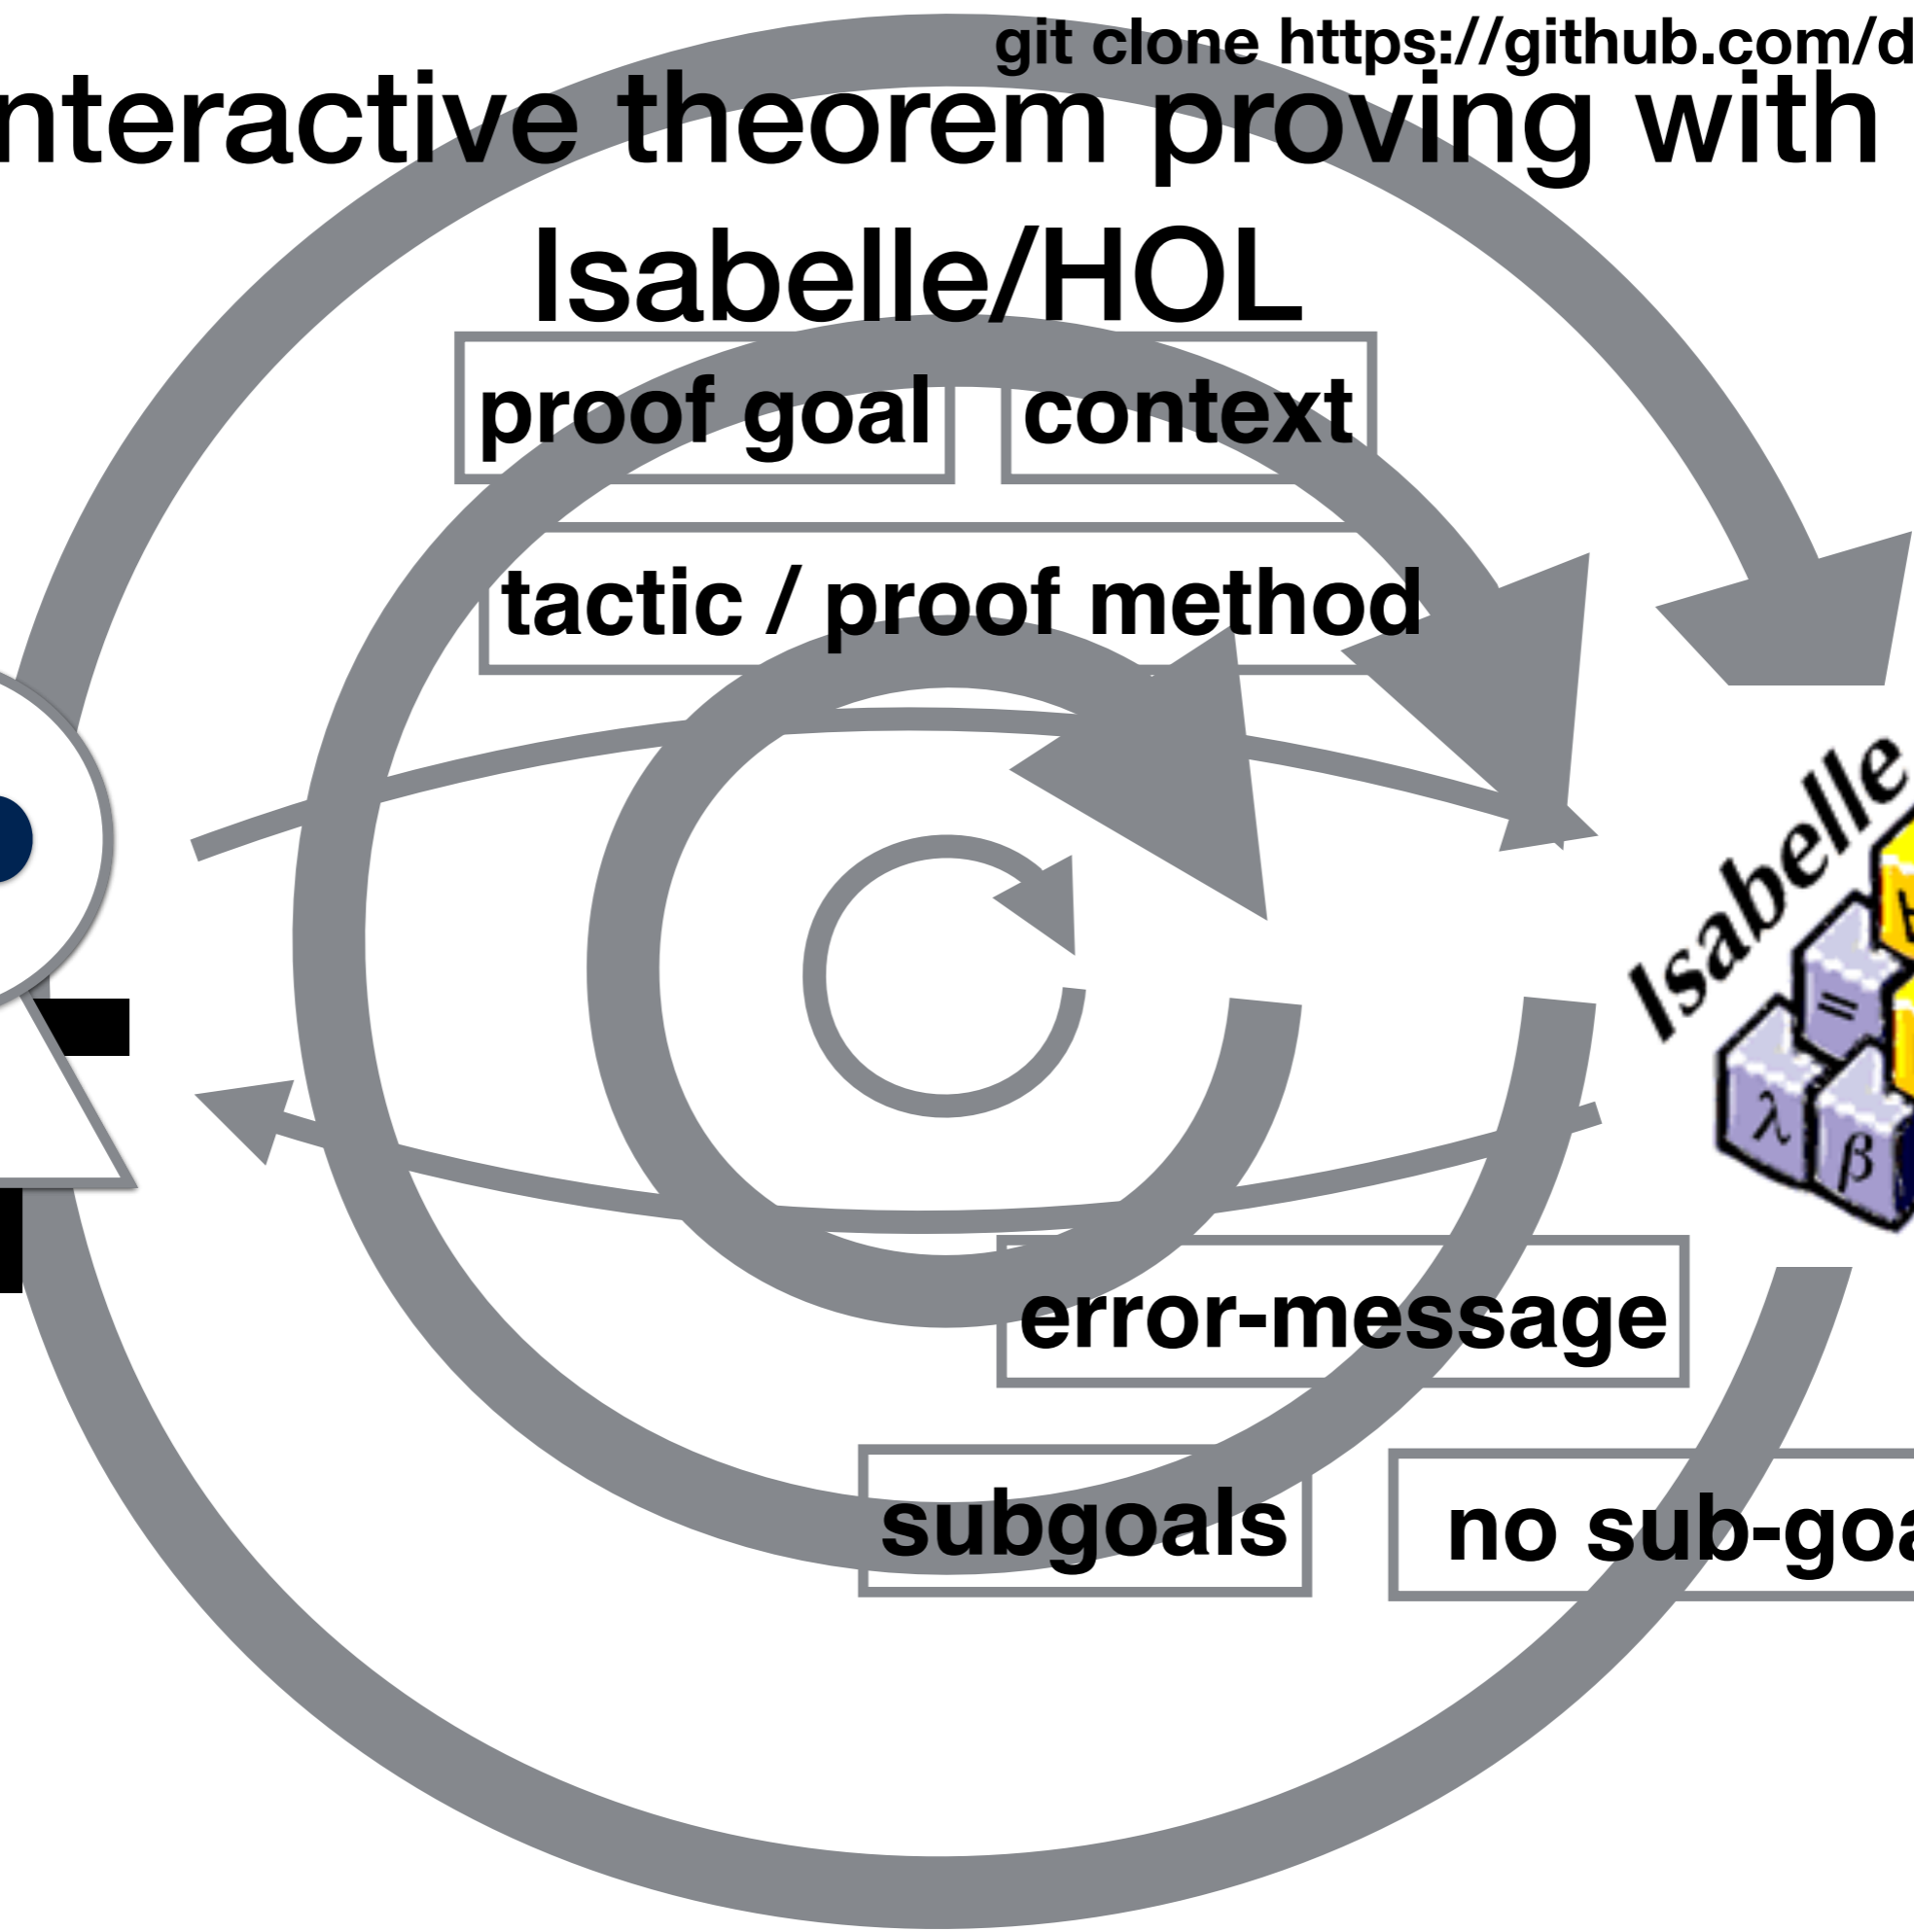 git clone https://github.com/d
nteractive theorem proving with
Isabelle/HOL
proof goal
context
tactic / proof method
Isabelle
=
λ
β
error-message
subgoals
no sub-goa